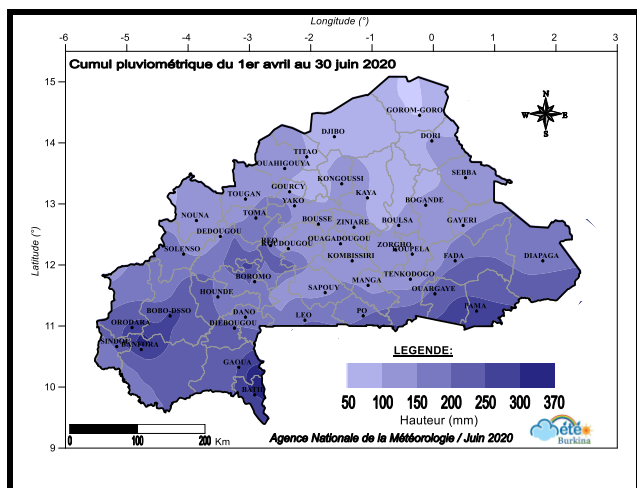 Longitude (°)
-6 -5 -4 -3 -2 -1 0 1 2 3
Cumul pluviométrique du 1er avril au 30 juin 2020
15
14
13
12
11
10
9
Latitude (°)
GOROM-GORO
N
W E
S
DJIBO
DORI
TITAO
OUAHIGOUYA
KONGOUSSI
SEBBA
GOURCY
TOUGAN
KAYA
YAKO
BOGANDE
NOUNA
TOMA
BOUSSE
ZINIARE
BOULSA
GAYERI
DEDOUGOU
REO
KOUDOUGOU
OUAGADOUGOU
ZORGHO
KOUPELA
SOLENSO
KOMBISSIRI
FADA
DIAPAGA
BOROMO
TENKODOGO
MANGA
HOUNDE
SAPOUY
OUARGAYE
BOBO-DSSO
DANO
LEO
PO
PAMA
ORODARA
DIEBOUGOU
SINDOU
BANFORA
GAOUA
BATIE
LEGENDE:
50 100 150 200 250 300 370
Hauteur (mm)
0 100 200 Km
Agence Nationale de la Météorologie / Juin 2020
Météo
Burkina